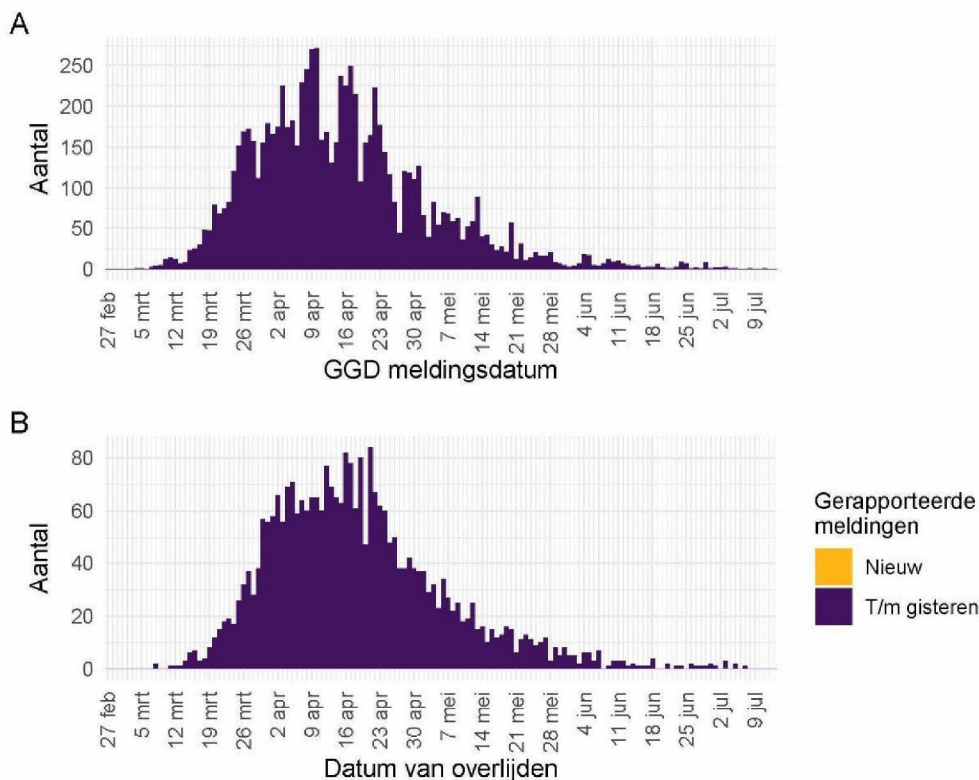 A
250
200
150
100
50
0
Aantal
27 feb
5 mrt
12 mrt
19 mrt
26 mrt
2 apr
9 apr
16 apr
23 apr
30 apr
7 mei
14 mei
21 mei
28 mei
4 jun
11 jun
18 jun
25 jun
2 jul
9 jul
GGD meldingsdatum
B
80
60
40
20
0
Aantal
27 feb
5 mrt
12 mrt
19 mrt
26 mrt
2 apr
9 apr
16 apr
23 apr
30 apr
7 mei
14 mei
21 mei
28 mei
4 jun
11 jun
18 jun
25 jun
2 jul
9 jul
Datum van overlijden
Gerapporteerde
meldingen
Nieuw
T/m gisteren